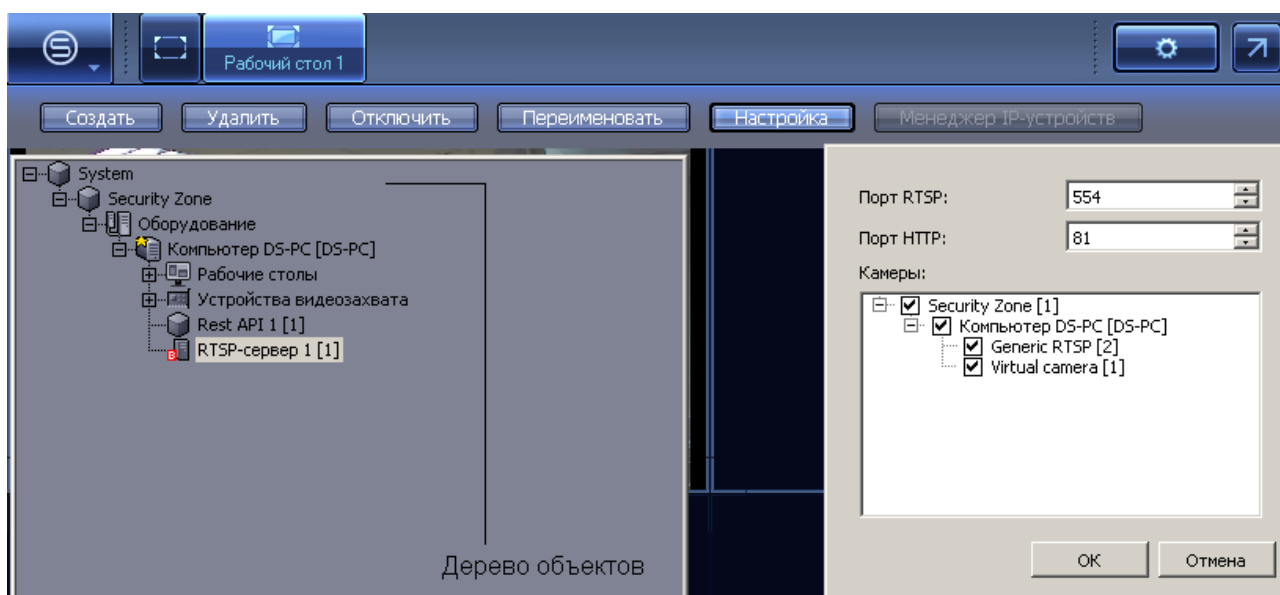 Рабочий стол 1
Создать Удалить Отключить Переименовать Настройка Менеджер IP-устройств
System
Security Zone
Оборудование
Компьютер DS-PC [DS-PC]
Рабочие столы
Устройства видеозахвата
Rest API 1 [1]
RTSP-сервер 1 [1]
Дерево объектов
Порт RTSP: 554
Порт HTTP: 81
Камеры:
Security Zone [1]
Компьютер DS-PC [DS-PC]
Generic RTSP [2]
Virtual camera [1]
ОК Отмена